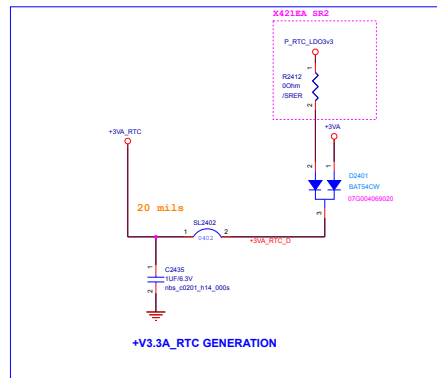 X421EA SR2
P_RTC_LDO3v3
1
R2412
0Ohm
/SRER
2
+3VA_RTC
+3VA
2
1
D2401
BAT54CW
07G004069020
3
20 mils
SL2402
1
2
0402
+3VA_RTC_D
1
C2435
1UF/6.3V
2
nbs_c0201_h14_000s
+V3.3A_RTC GENERATION